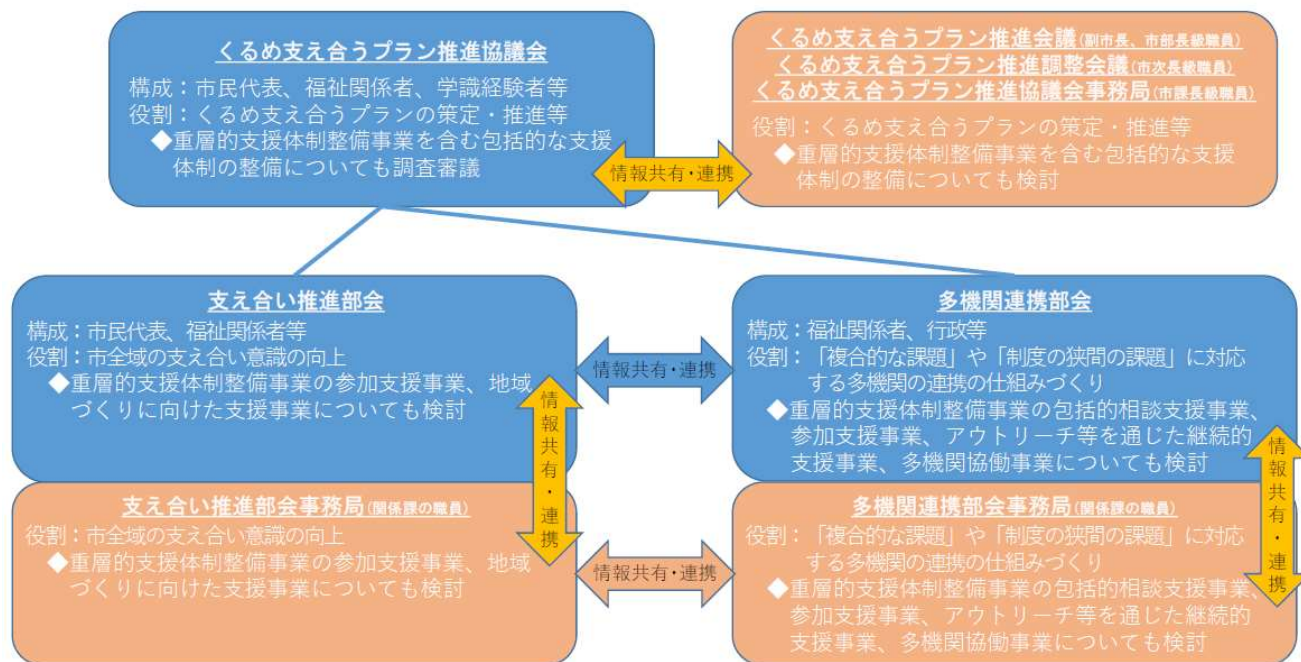 くるめ支え合うプラン推進協議会
構成：市民代表、福祉関係者、学識経験者等
役割：くるめ支え合うプランの策定・推進等
◆重層的支援体制整備事業を含む包括的な支援
体制の整備についても調査審議
情報共有・連携
くるめ支え合うプラン推進会議(副市長、市部長級職員)
くるめ支え合うプラン推進調整会議(市次長級職員)
くるめ支え合うプラン推進協議会事務局(市課長級職員)
役割：くるめ支え合うプランの策定・推進等
◆重層的支援体制整備事業を含む包括的な支援
体制の整備についても検討
支え合い推進部会
構成：市民代表、福祉関係者等
役割：市全域の支え合い意識の向上
◆重層的支援体制整備事業の参加支援事業、地域
づくりに向けた支援事業についても検討
情報共有・連携
情報共有・連携
多機関連携部会
構成：福祉関係者、行政等
役割：「複合的な課題」や「制度の狭間の課題」に対応
する多機関の連携の仕組みづくり
◆重層的支援体制整備事業の包括的相談支援事業、
参加支援事業、アウトリーチ等を通じた継続的
支援事業、多機関協働事業についても検討
情報共有・連携
支え合い推進部会事務局(関係課の職員)
役割：市全域の支え合い意識の向上
◆重層的支援体制整備事業の参加支援事業、地域
づくりに向けた支援事業についても検討
情報共有・連携
多機関連携部会事務局(関係課の職員)
役割：「複合的な課題」や「制度の狭間の課題」に対応
する多機関の連携の仕組みづくり
◆重層的支援体制整備事業の包括的相談支援事業、
参加支援事業、アウトリーチ等を通じた継続的
支援事業、多機関協働事業についても検討